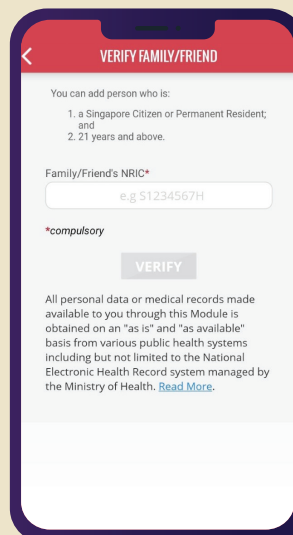 VERIFY FAMILY/FRIEND
You can add person who is:
1. a Singapore Citizen or Permanent Resident;
and
2. 21 years and above.
Family/Friend's NRIC*
e.g S1234567H
*compulsory
VERIFY
All personal data or medical records made
available to you through this Module is
obtained on an "as is" and "as available"
basis from various public health systems
including but not limited to the National
Electronic Health Record system managed by
the Ministry of Health. Read More.